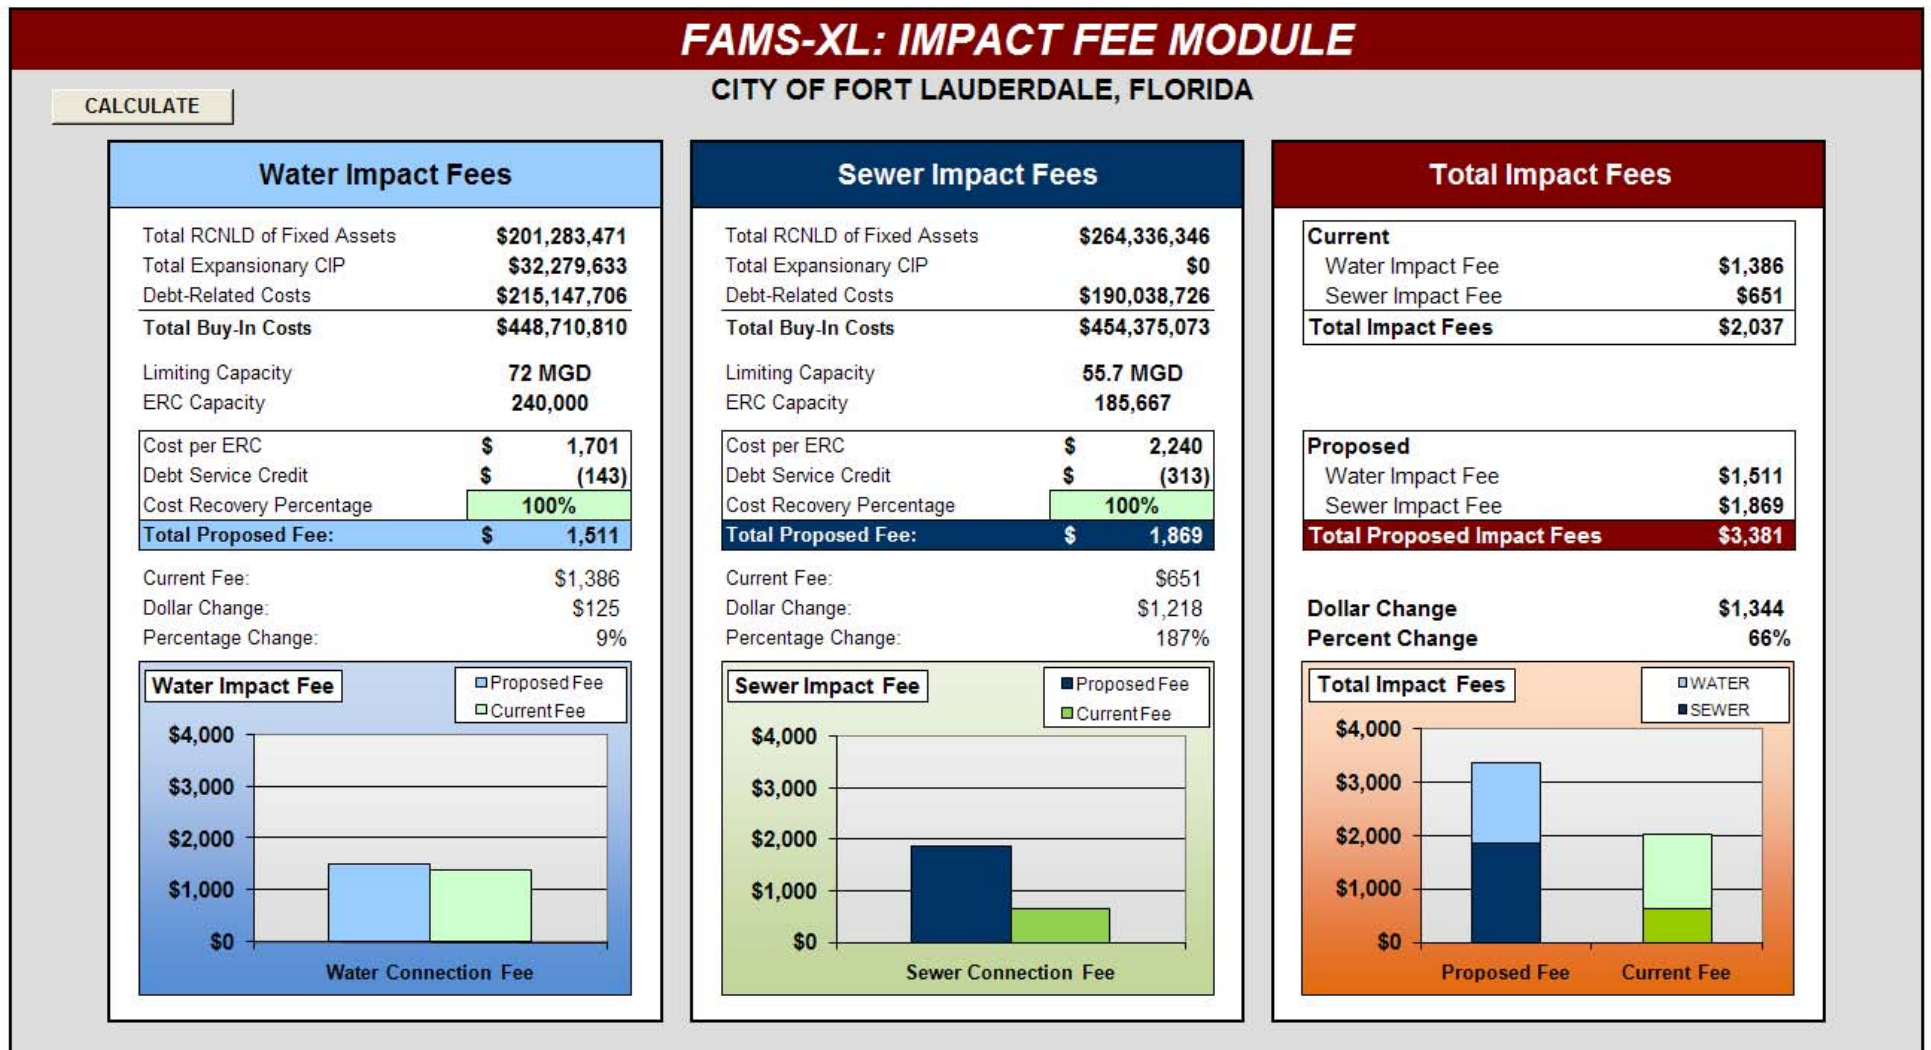 FAMS-XL: IMPACT FEE MODULE
CITY OF FORT LAUDERDALE, FLORIDA
CALCULATE
Water Impact Fees
Total RCNLD of Fixed Assets $201,283,471
Total Expansionary CIP $32,279,633
Debt-Related Costs $215,147,706
Total Buy-In Costs $448,710,810
Limiting Capacity 72 MGD
ERC Capacity 240,000
Cost per ERC $ 1,701
Debt Service Credit $ (143)
Cost Recovery Percentage 100%
Total Proposed Fee: $ 1,511
Current Fee: $1,386
Dollar Change: $125
Percentage Change: 9%
Water Impact Fee
Proposed Fee
Current Fee
$4,000
$3,000
$2,000
$1,000
$0
Water Connection Fee
Sewer Impact Fees
Total RCNLD of Fixed Assets $264,336,346
Total Expansionary CIP $0
Debt-Related Costs $190,038,726
Total Buy-In Costs $454,375,073
Limiting Capacity 55.7 MGD
ERC Capacity 185,667
Cost per ERC $ 2,240
Debt Service Credit $ (313)
Cost Recovery Percentage 100%
Total Proposed Fee: $ 1,869
Current Fee: $651
Dollar Change: $1,218
Percentage Change: 187%
Sewer Impact Fee
Proposed Fee
Current Fee
$4,000
$3,000
$2,000
$1,000
$0
Sewer Connection Fee
Total Impact Fees
Current
Water Impact Fee $1,386
Sewer Impact Fee $651
Total Impact Fees $2,037
Proposed
Water Impact Fee $1,511
Sewer Impact Fee $1,869
Total Proposed Impact Fees $3,381
Dollar Change $1,344
Percent Change 66%
Total Impact Fees
WATER
SEWER
$4,000
$3,000
$2,000
$1,000
$0
Proposed Fee Current Fee